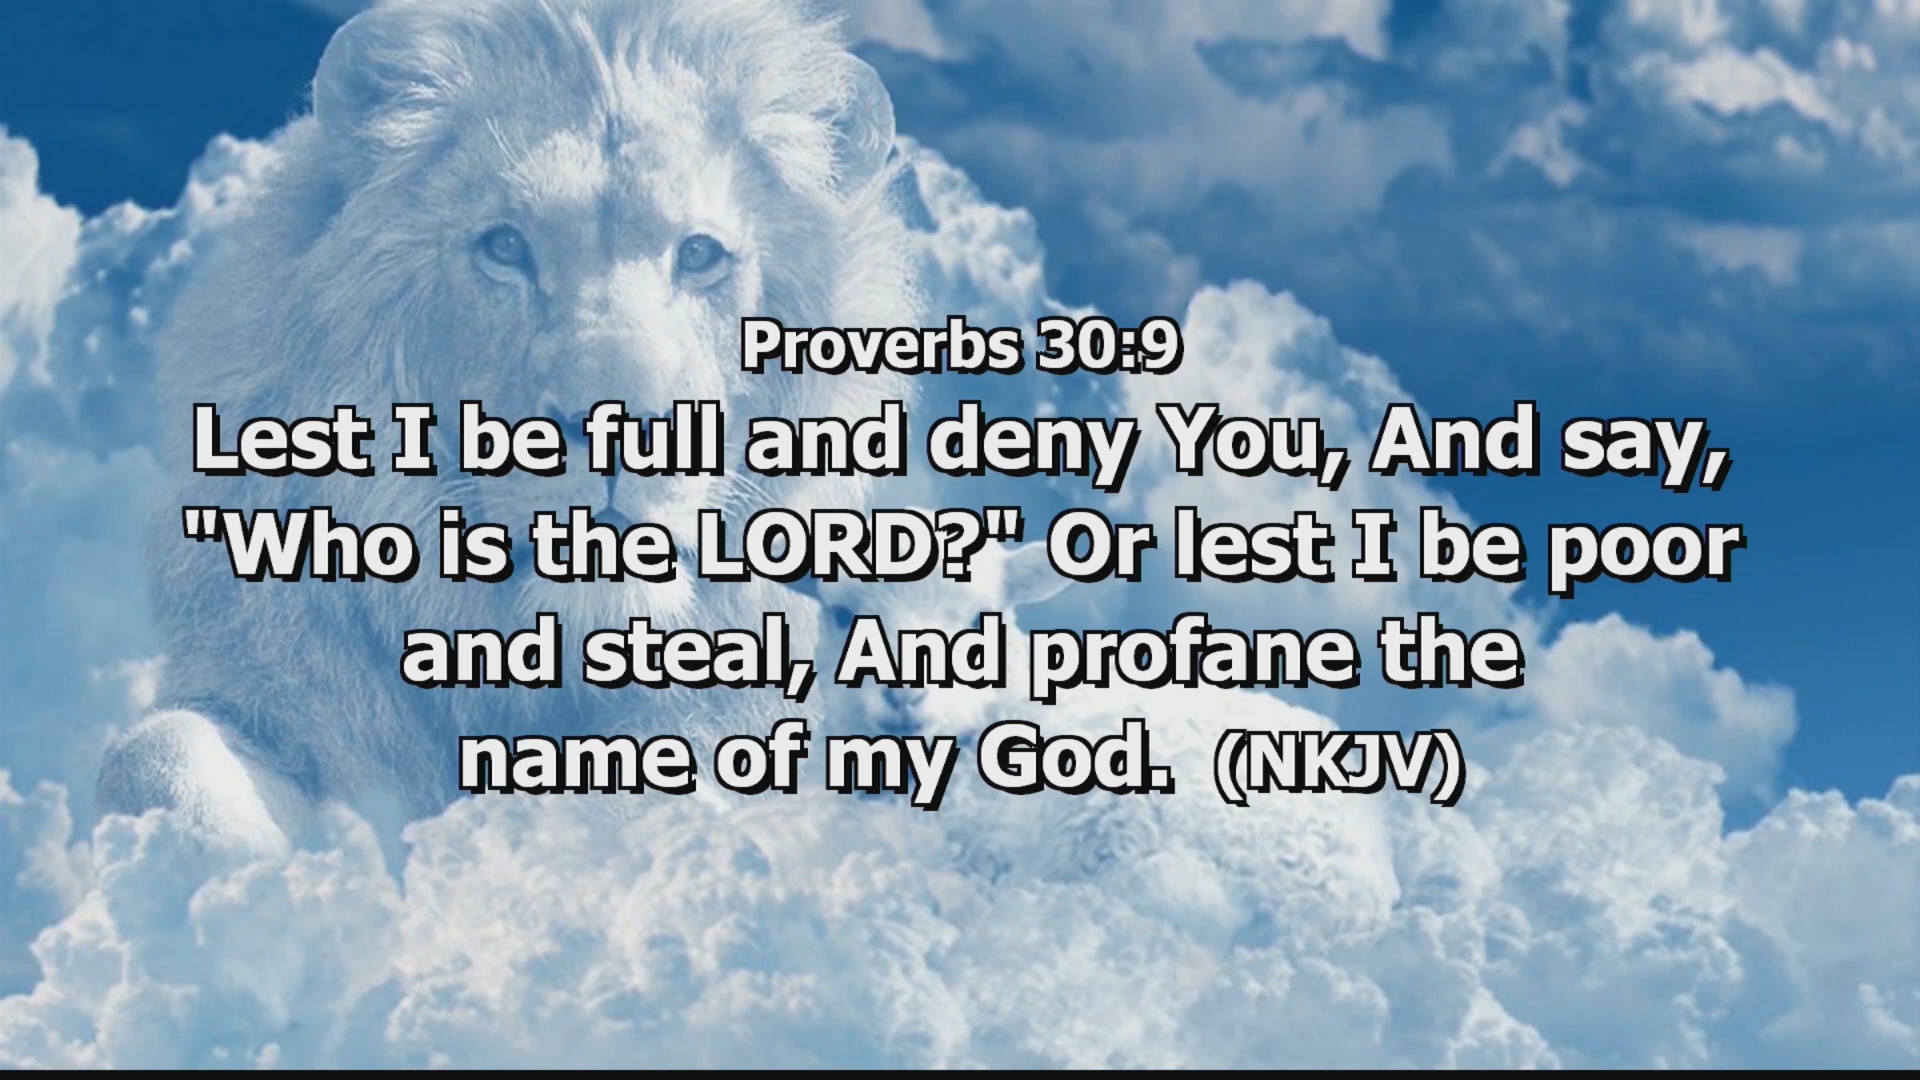 Proverbs 30:9
Lest I be full and deny You, And say,
"Who is the LORD?" Or lest I be poor
and steal, And profane the
name of my God. (NKJV)